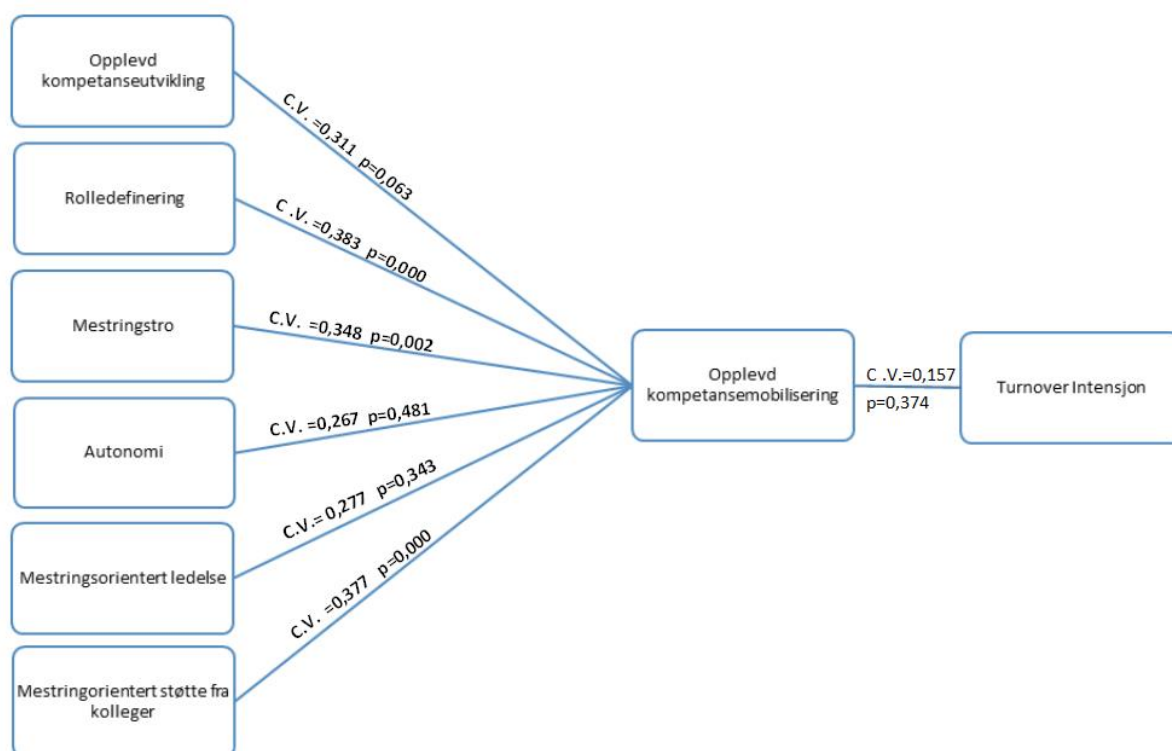 Opplevd
kompetanseutvikling
C.V. =0,311 p=0,063
Rolledefinering
C .V. =0,383 p=0,000
Mestringstro
C.V. =0,348 p=0,002
Autonomi
C.V. =0,267 p=0,481
Mestringsorientert ledelse
C.V.= 0,277 p=0,343
Mestringorientert støtte fra
kolleger
C.V. =0,377 p=0,000
Opplevd
kompetansemobilisering
C .V.=0,157
p=0,374
Turnover Intensjon